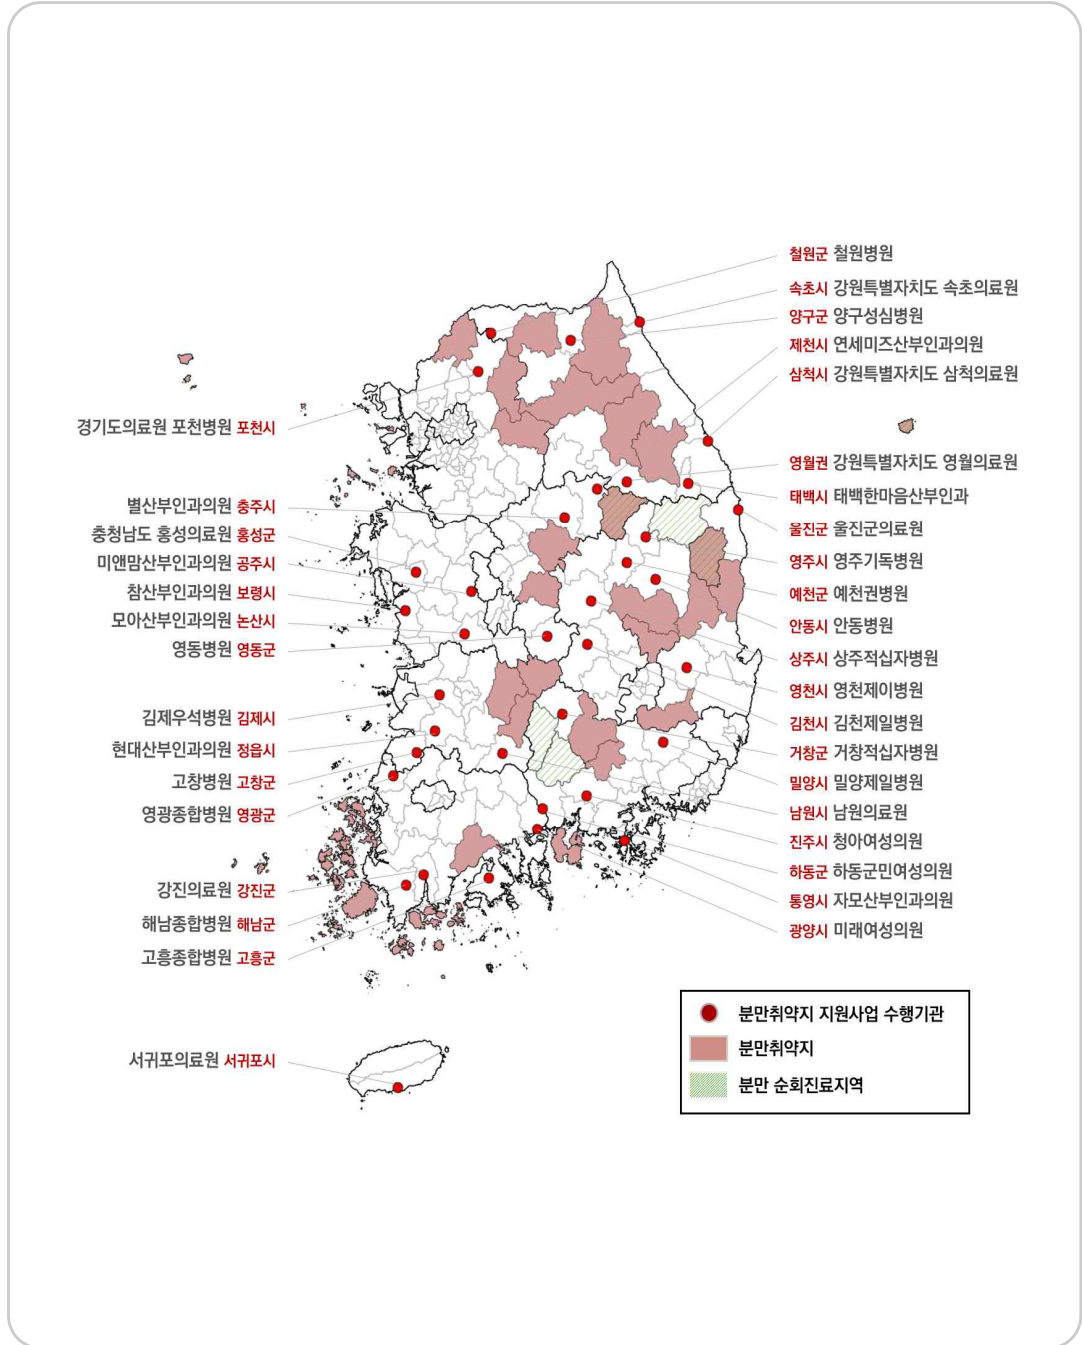 철원군 철원병원
속초시 강원특별자치도 속초의료원
양구군 양구성심병원
제천시 연세미즈산부인과의원
삼척시 강원특별자치도 삼척의료원
경기도의료원 포천병원 포천시
영월권 강원특별자치도 영월의료원
태백시 태백한마음산부인과
별산부인과의원 충주시
울진군 울진군의료원
충청남도 홍성의료원 홍성군
영주시 영주기독병원
미앤맘산부인과의원 공주시
예천군 예천권병원
참산부인과의원 보령시
모아산부인과의원 논산시
안동시 안동병원
영동병원 영동군
상주시 상주적십자병원
영천시 영천제이병원
김제우석병원 김제시
김천시 김천제일병원
현대산부인과의원 정읍시
거창군 거창적십자병원
고창병원 고창군
밀양시 밀양제일병원
영광종합병원 영광군
남원시 남원의료원
진주시 청아여성의원
하동군 하동군민여성의원
강진의료원 강진군
통영시 자모산부인과의원
해남종합병원 해남군
광양시 미래여성의원
고흥종합병원 고흥군
서귀포의료원 서귀포시
분만취약지 지원사업 수행기관
분만취약지
분만 순회진료지역